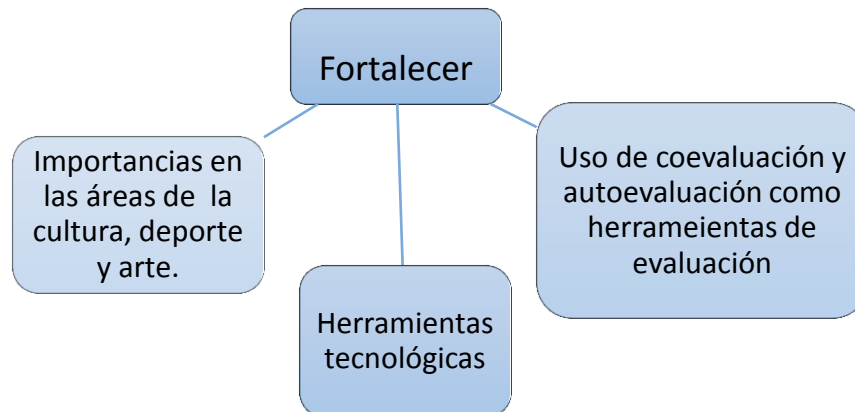 Fortalecer
Importancias en
las áreas de la
cultura, deporte
y arte.
Uso de coevaluación y
autoevaluación como
herrameientas de
evaluación
Herramientas
tecnológicas